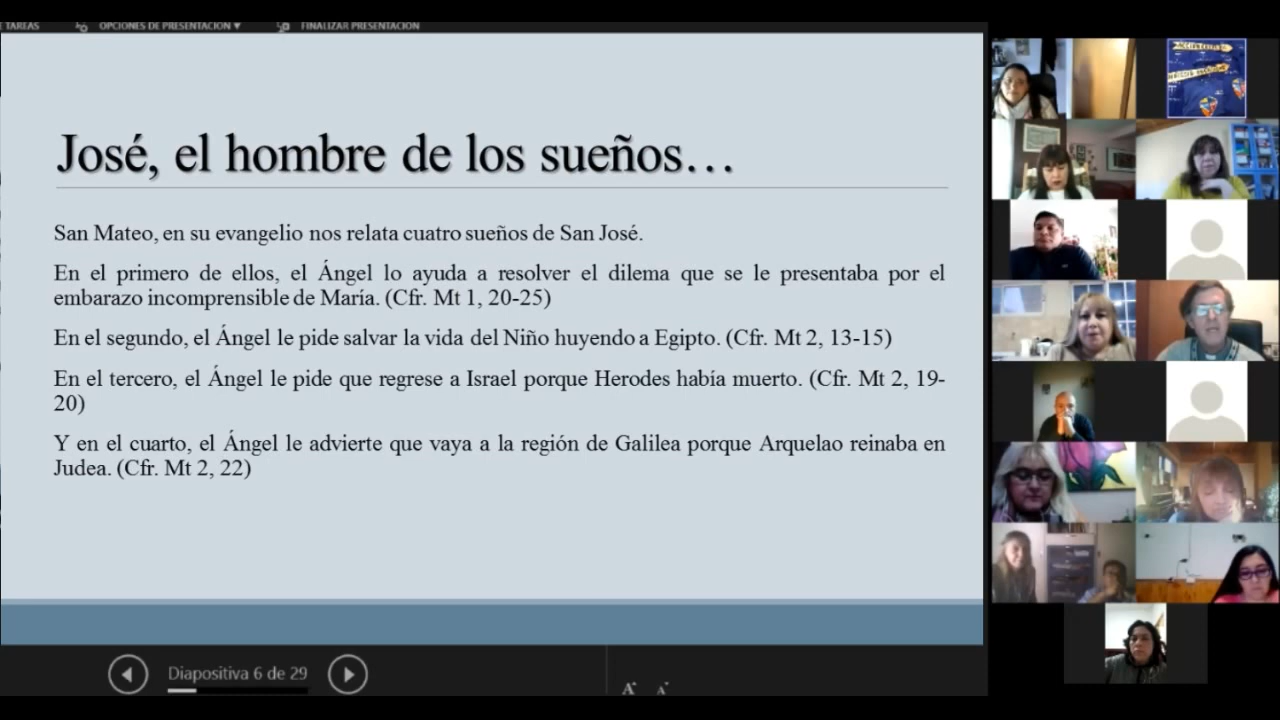 E TAREAS OPCIONES DE PRESENTACIÓN ▼ FINALIZAR PRESENTACIÓN
José, el hombre de los sueños…
San Mateo, en su evangelio nos relata cuatro sueños de San José.
En el primero de ellos, el Ángel lo ayuda a resolver el dilema que se le presentaba por el
embarazo incomprensible de María. (Cfr. Mt 1, 20-25)
En el segundo, el Ángel le pide salvar la vida del Niño huyendo a Egipto. (Cfr. Mt 2, 13-15)
En el tercero, el Ángel le pide que regrese a Israel porque Herodes había muerto. (Cfr. Mt 2, 19-
20)
Y en el cuarto, el Ángel le advierte que vaya a la región de Galilea porque Arquelao reinaba en
Judea. (Cfr. Mt 2, 22)
Diapositiva 6 de 29
A A